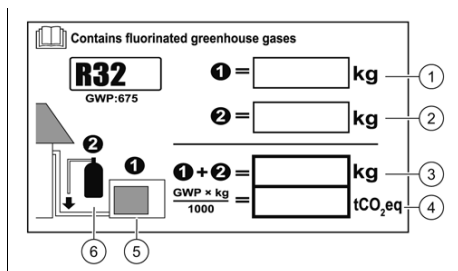 Contains fluorinated greenhouse gases
R32
GWP:675
❶= kg
❷= kg
❶+❷= kg
GWP × kg
1000
= tCO₂eq
❷
❶
1
2
3
4
6
5